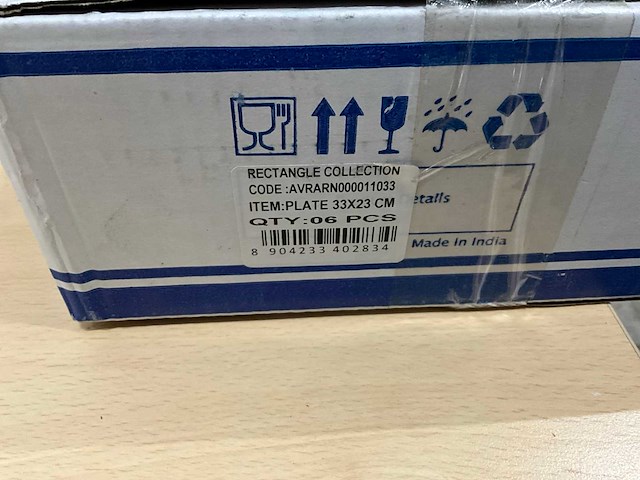 RECTANGLE COLLECTION
CODE :AVRARN000011033
ITEM:PLATE 33X23 CM
QTY:06 PCS
8 904233 402834
etails
Made in India